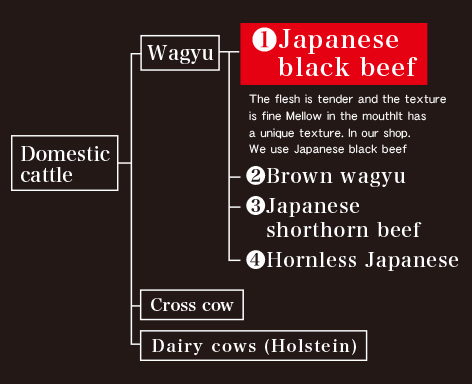 Domestic
cattle
Wagyu
❶Japanese
black beef
The flesh is tender and the texture
is fine Mellow in the mouthIt has
a unique texture. In our shop.
We use Japanese black beef
❷Brown wagyu
❸Japanese
shorthorn beef
❹Hornless Japanese
Cross cow
Dairy cows (Holstein)